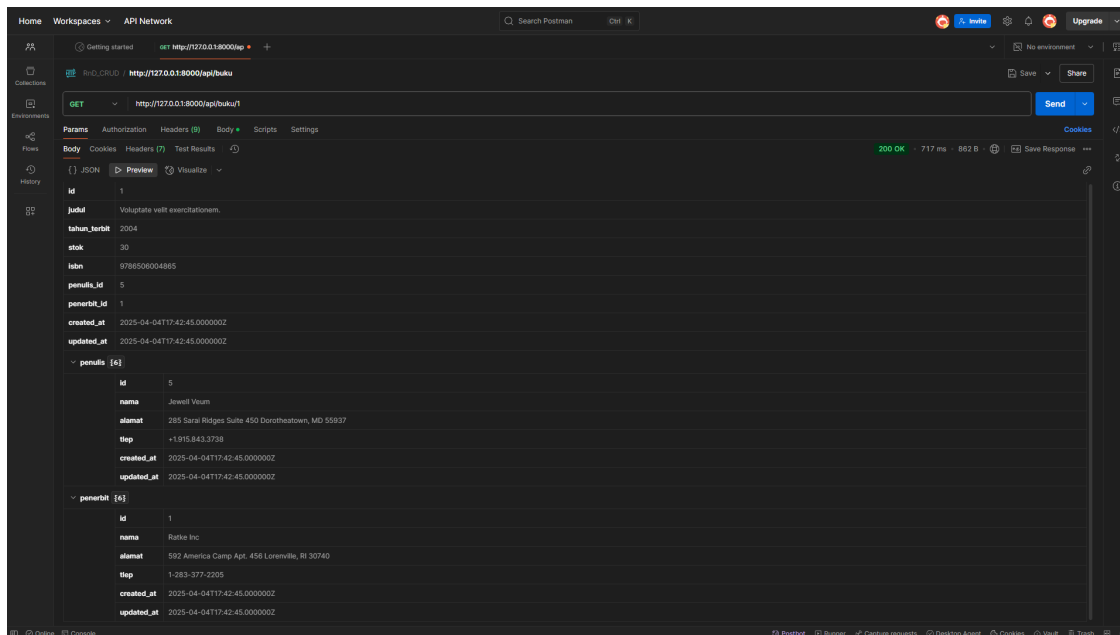 Home Workspaces API Network Search Postman Ctrl K Invite Upgrade
Getting started GET http://127.0.0.1:8000/ap No environment
RnD_CRUD / http://127.0.0.1:8000/api/buku Save Share
Collections
GET http://127.0.0.1:8000/api/buku/1 Send
Environments
Params Authorization Headers (9) Body Scripts Settings Cookies
Flows
Body Cookies Headers (7) Test Results 200 OK 717 ms 862 B Save Response
{} JSON Preview Visualize
History
id 1
judul Voluptate velit exercitationem.
tahun_terbit 2004
stok 30
isbn 9786506004865
penulis_id 5
penerbit_id 1
created_at 2025-04-04T17:42:45.000000Z
updated_at 2025-04-04T17:42:45.000000Z
penulis {6}
id 5
nama Jewell Veum
alamat 285 Sarai Ridges Suite 450 Dorotheatown, MD 55937
tlep +1.915.843.3738
created_at 2025-04-04T17:42:45.000000Z
updated_at 2025-04-04T17:42:45.000000Z
penerbit {6}
id 1
nama Ratke Inc
alamat 592 America Camp Apt. 456 Lorenville, RI 30740
tlep 1-283-377-2205
created_at 2025-04-04T17:42:45.000000Z
updated_at 2025-04-04T17:42:45.000000Z
Online Console Postbot Runner Capture requests Desktop Agent Cookies Vault Trash